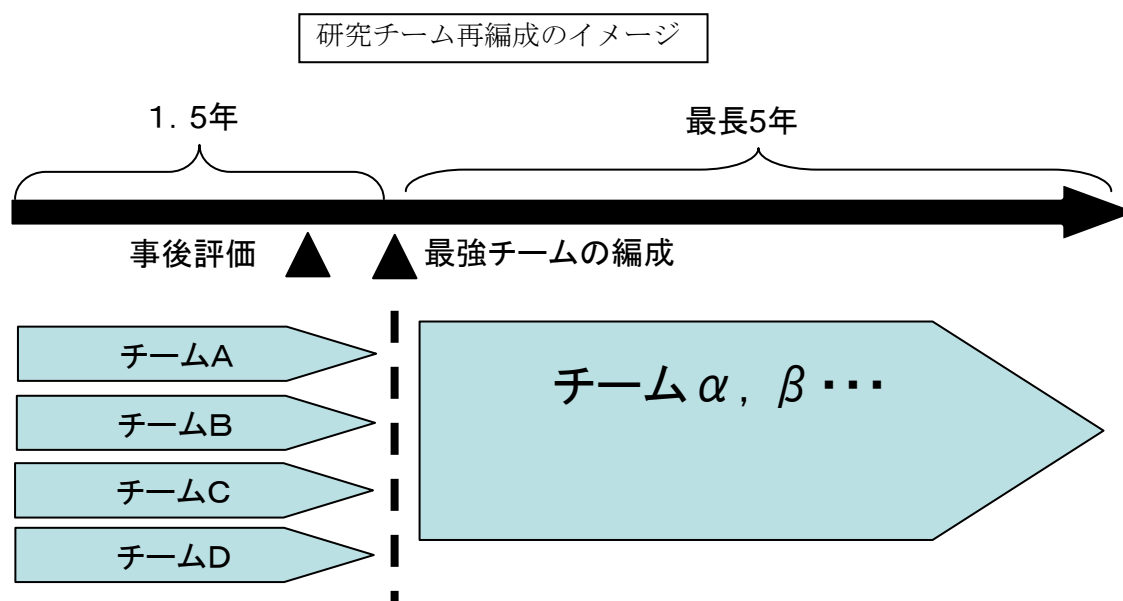 研究チーム再編成のイメージ
1．5年
最長5年
事後評価
最強チームの編成
チームA
チームB
チームC
チームD
チームα，β・・・